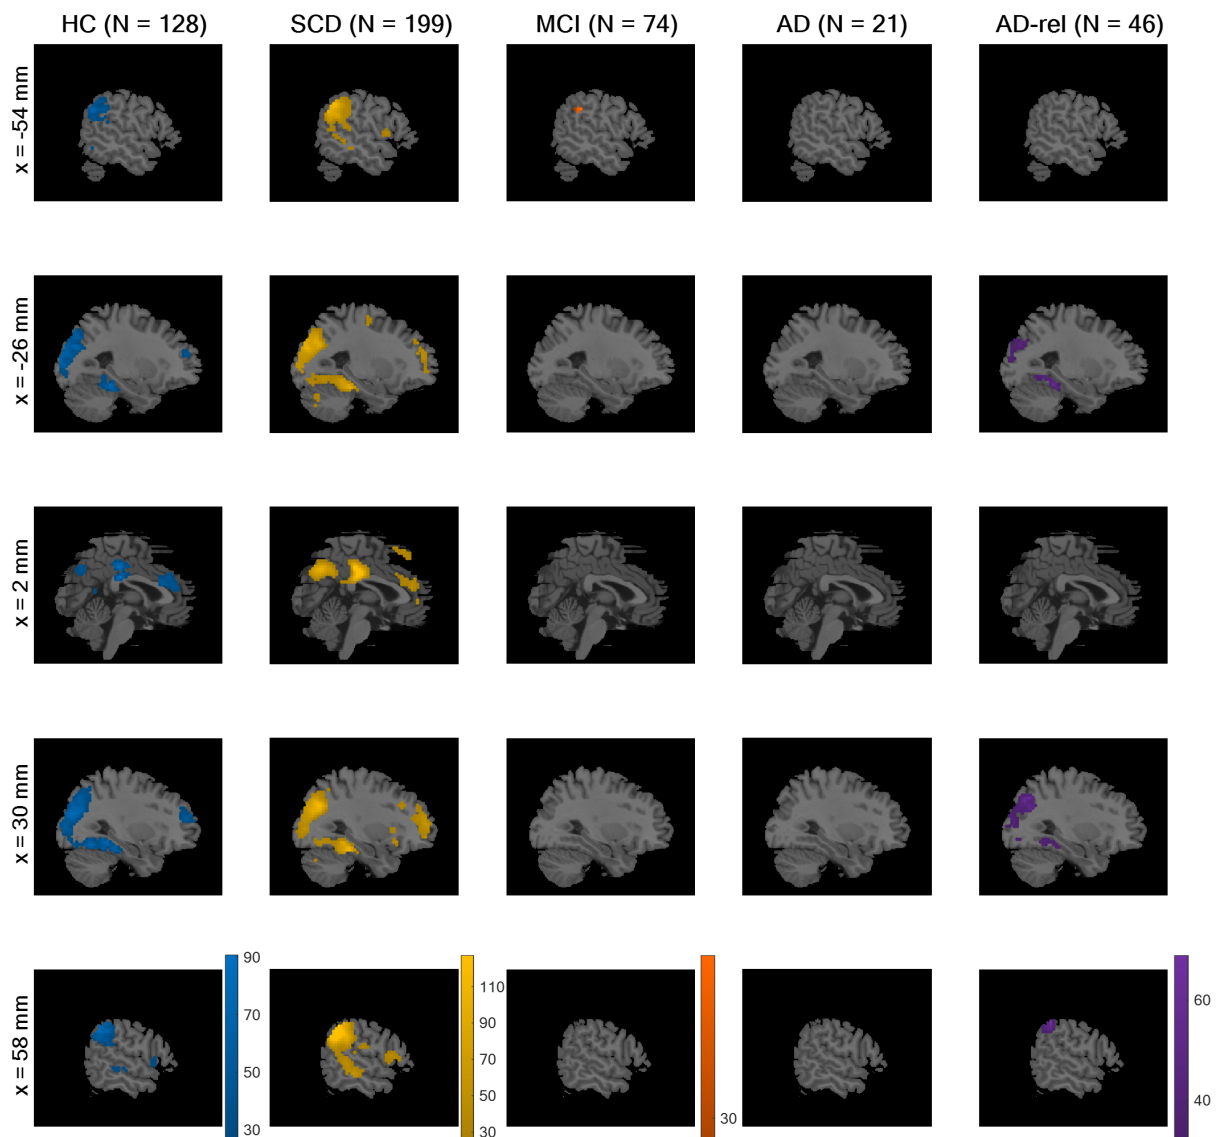 HC (N = 128) SCD (N = 199) MCI (N = 74) AD (N = 21) AD-rel (N = 46)
x = -54 mm
x = -26 mm
x = 2 mm
x = 30 mm
x = 58 mm
90
70
50
30
110
90
70
50
30
30
60
40